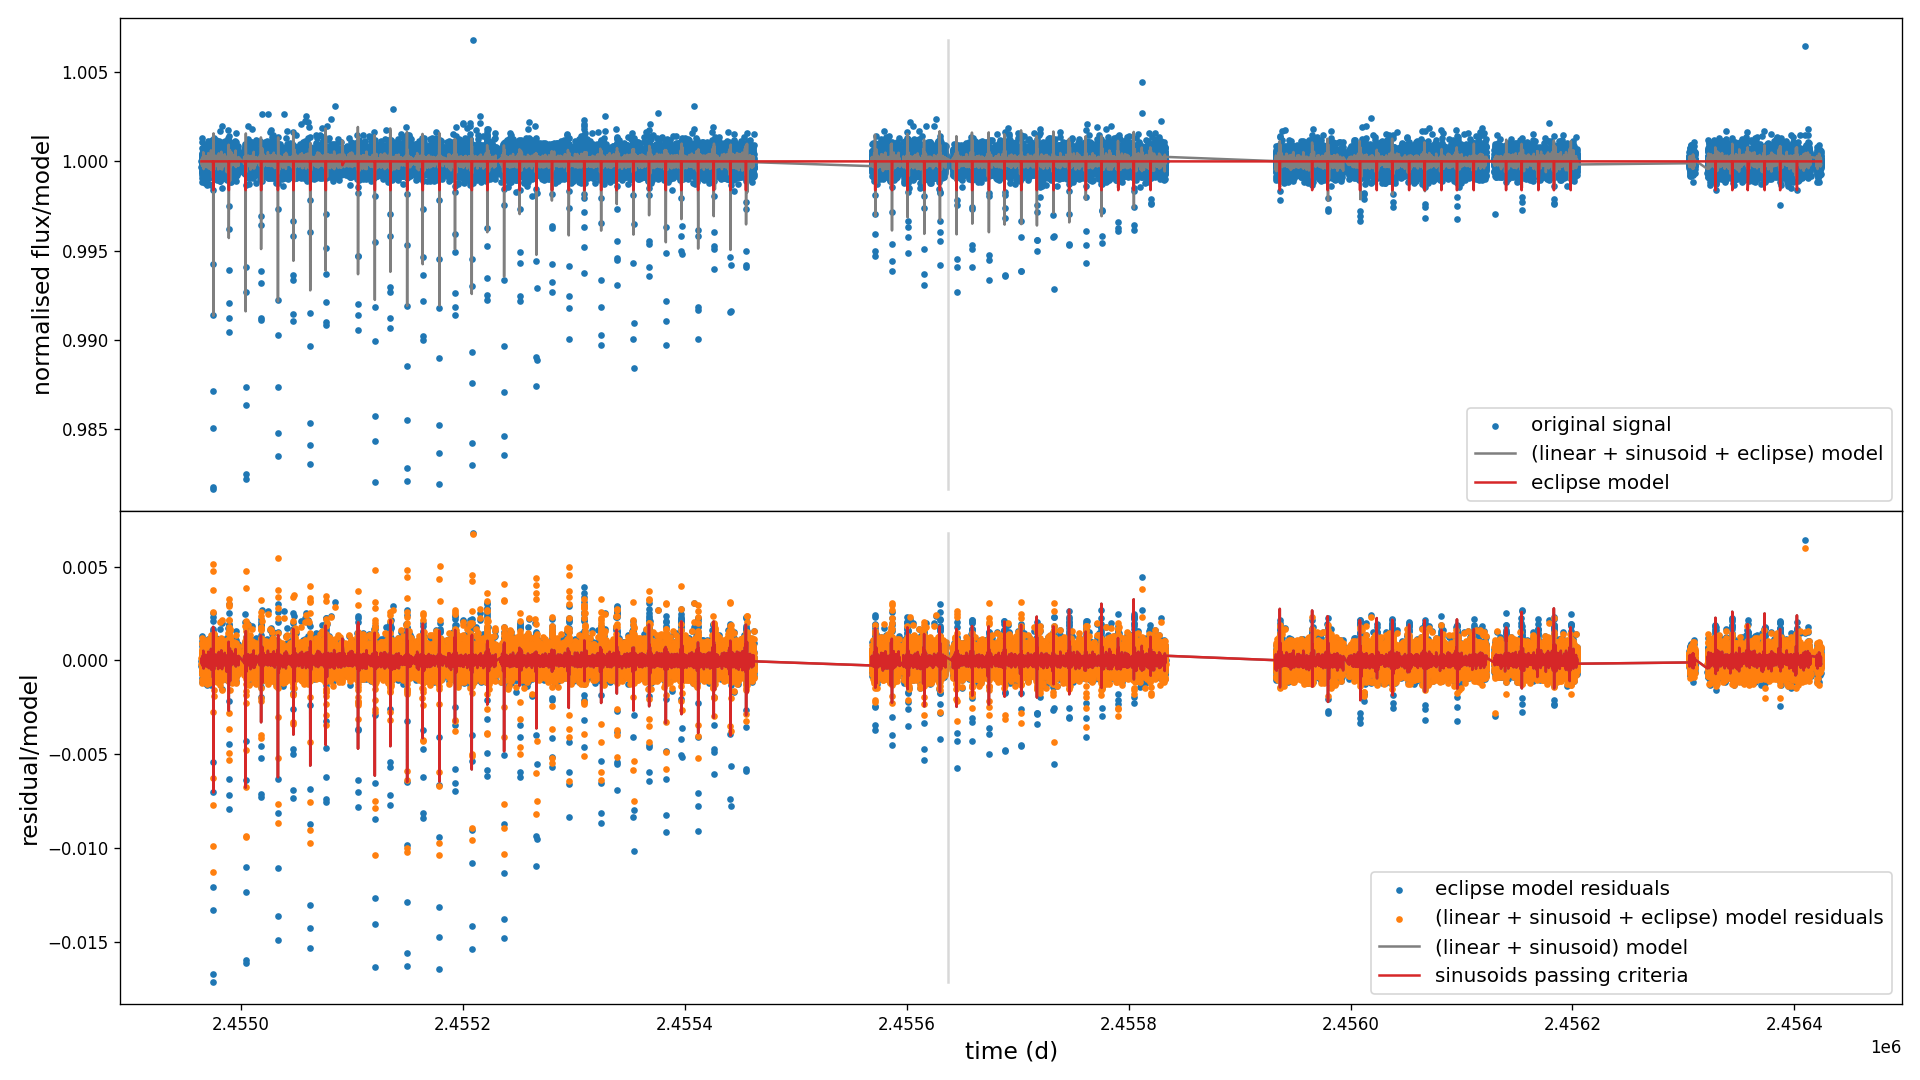 normalised flux/model
1.005
1.000
0.995
0.990
0.985
original signal
(linear + sinusoid + eclipse) model
eclipse model
residual/model
0.005
0.000
−0.005
−0.010
−0.015
eclipse model residuals
(linear + sinusoid + eclipse) model residuals
(linear + sinusoid) model
sinusoids passing criteria
2.4550 2.4552 2.4554 2.4556 2.4558 2.4560 2.4562 2.4564
time (d)
1e6